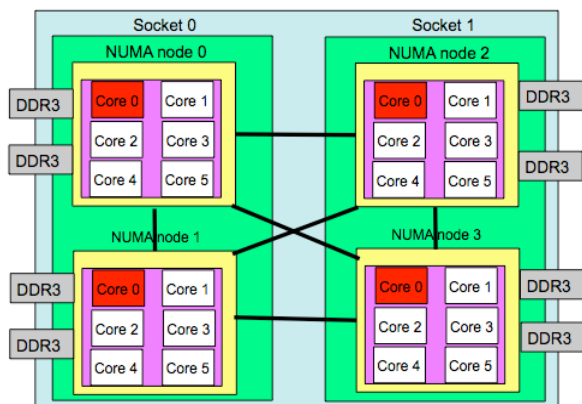 Socket 0
Socket 1
NUMA node 0
NUMA node 2
DDR3
DDR3
Core 0
Core 1
Core 2
Core 3
Core 4
Core 5
Core 0
Core 1
Core 2
Core 3
Core 4
Core 5
DDR3
DDR3
NUMA node 1
NUMA node 3
DDR3
DDR3
Core 0
Core 1
Core 2
Core 3
Core 4
Core 5
Core 0
Core 1
Core 2
Core 3
Core 4
Core 5
DDR3
DDR3